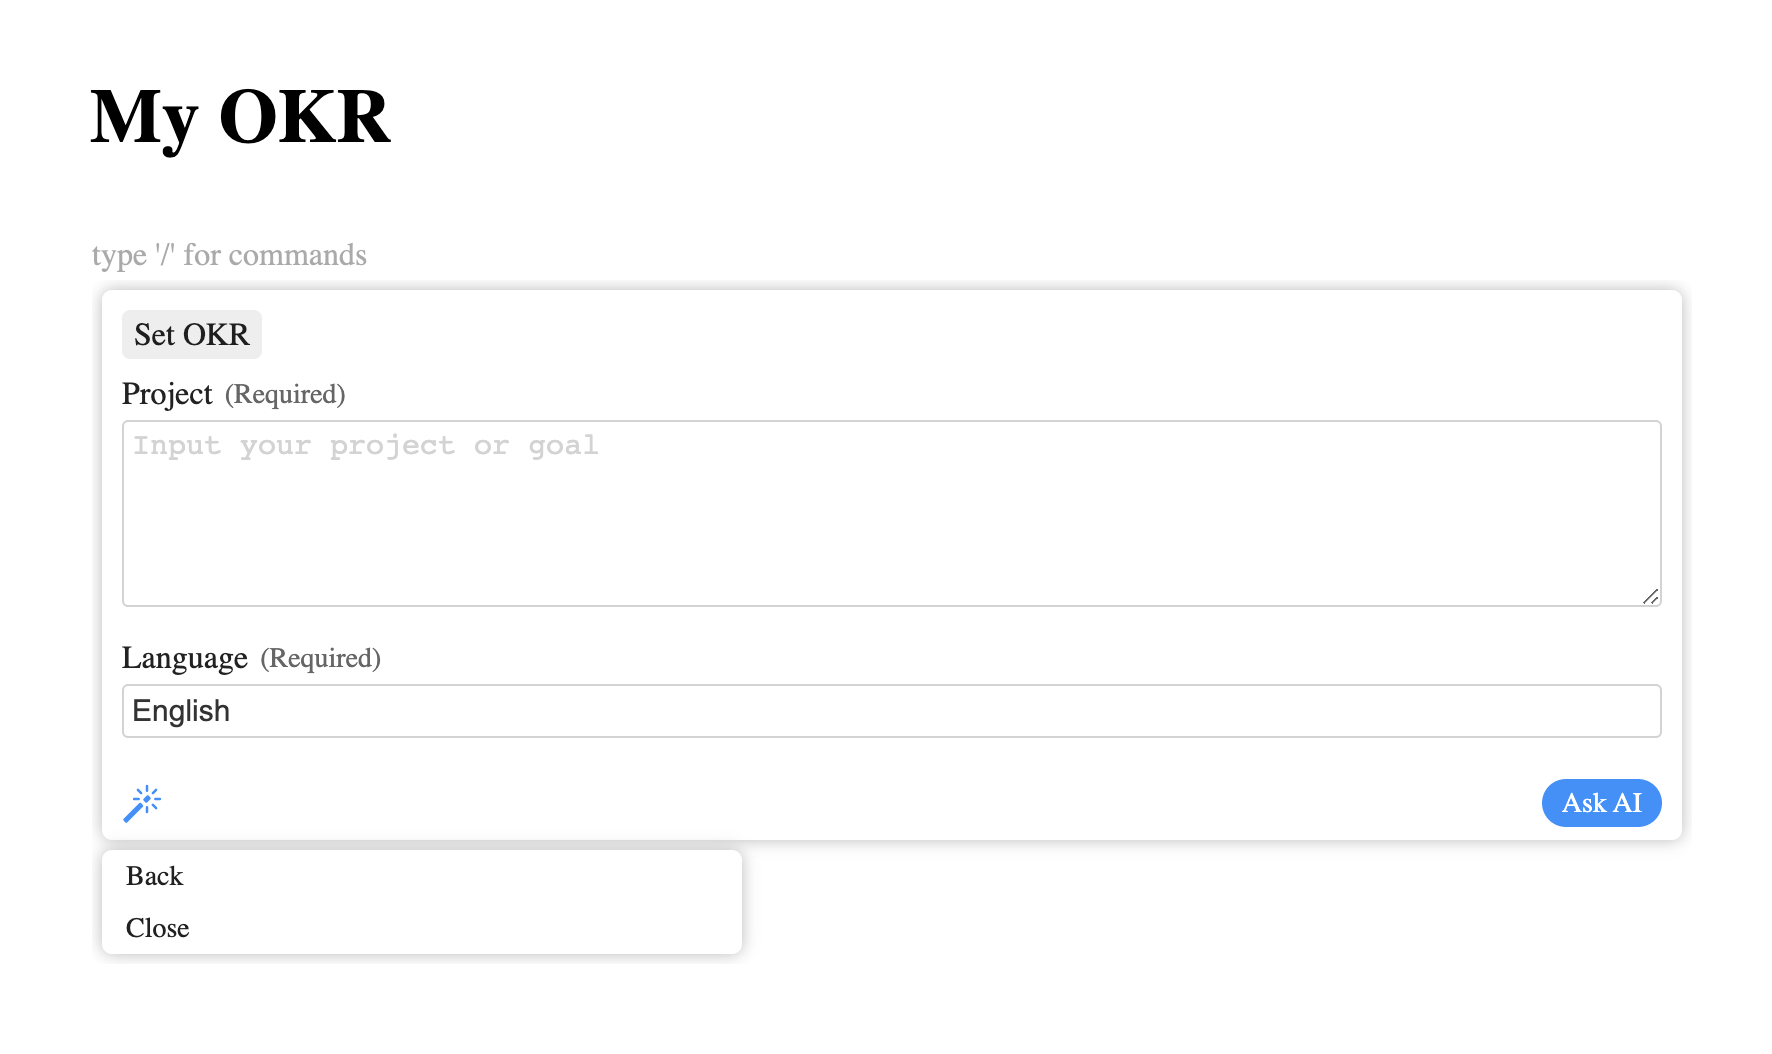 My OKR
type '/' for commands
Set OKR
Project (Required)
Input your project or goal
Language (Required)
English
Ask AI
Back
Close